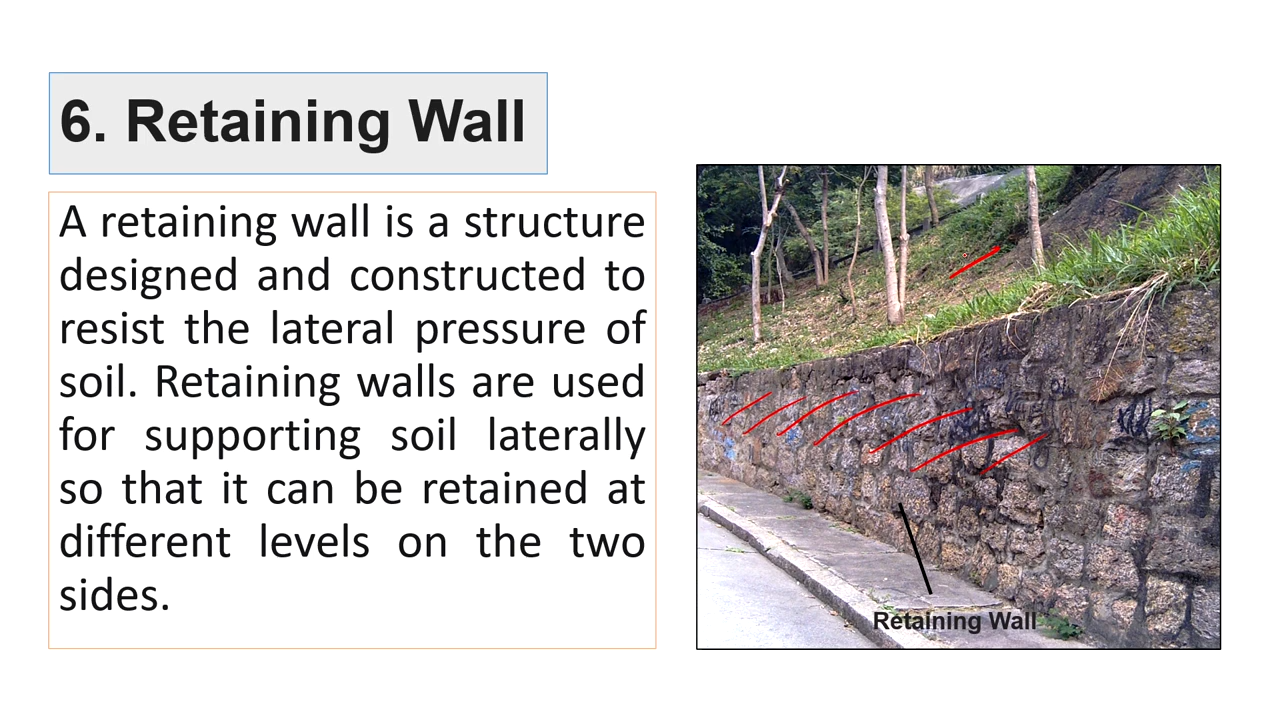 6. Retaining Wall
A retaining wall is a structure
designed and constructed to
resist the lateral pressure of
soil. Retaining walls are used
for supporting soil laterally
so that it can be retained at
different levels on the two
sides.
Retaining Wall